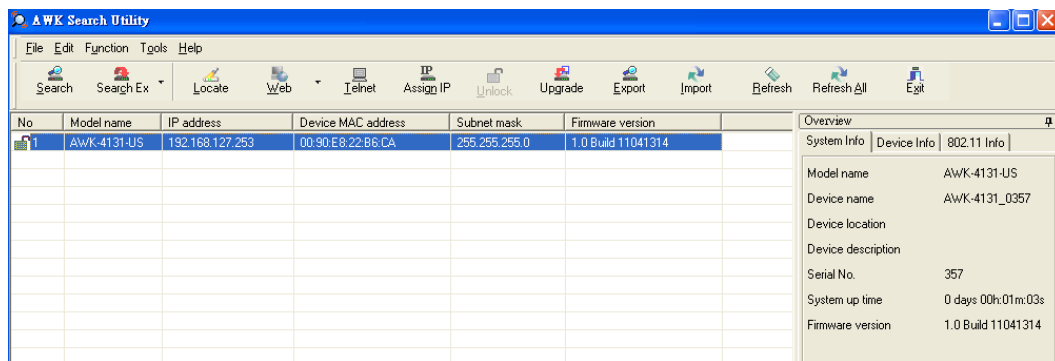 AWK Search Utility
File Edit Function Tools Help
Search Search Ex Locate Web Telnet IP Assign IP Unlock Upgrade Export Import Refresh Refresh All Exit
No Model name IP address Device MAC address Subnet mask Firmware version
1 AWK-4131-US 192.168.127.253 00:90:E8:22:B6:CA 255.255.255.0 1.0 Build 11041314
Overview
System Info Device Info 802.11 Info
Model name AWK-4131-US
Device name AWK-4131_0357
Device location
Device description
Serial No. 357
System up time 0 days 00h:01m:03s
Firmware version 1.0 Build 11041314